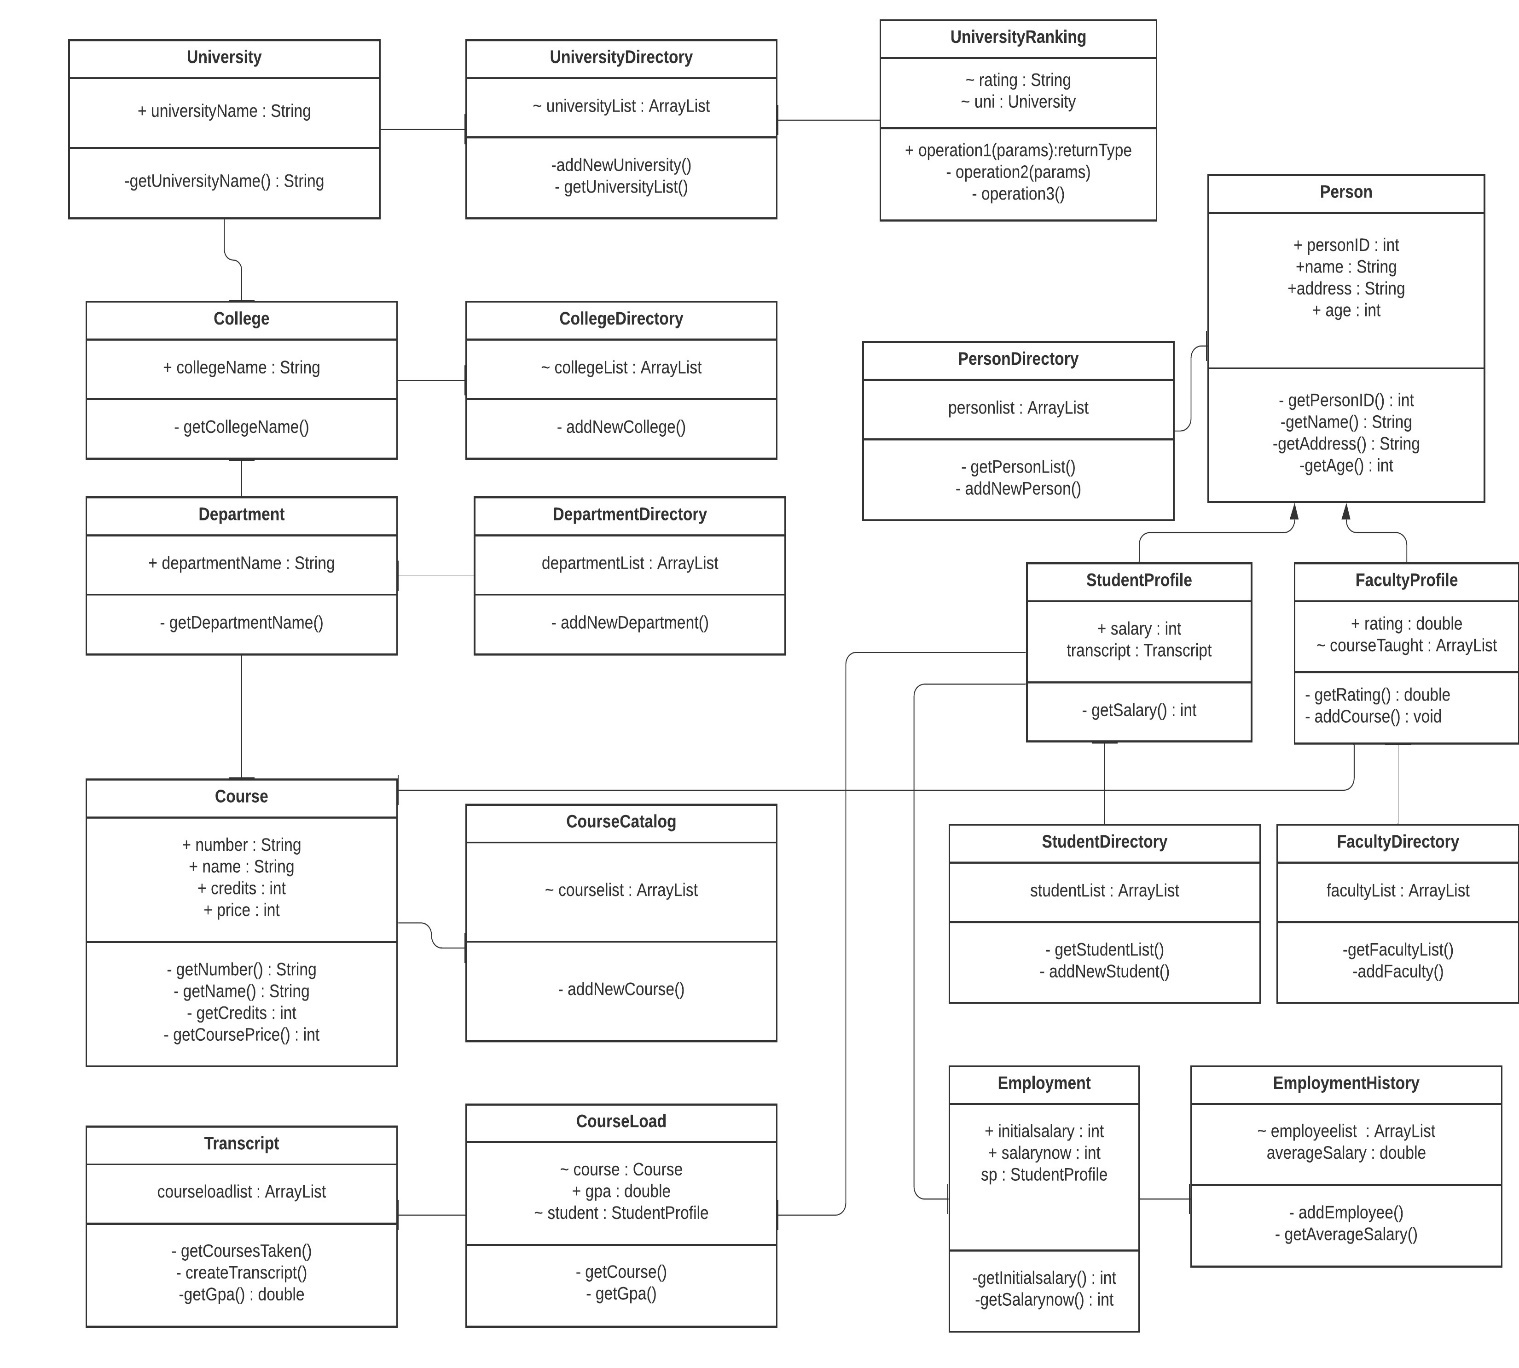 University
+ universityName : String
-getUniversityName() : String
UniversityDirectory
~ universityList : ArrayList
-addNewUniversity()
- getUniversityList()
UniversityRanking
~ rating : String
~ uni : University
+ operation1(params):returnType
- operation2(params)
- operation3()
Person
+ personID : int
+name : String
+address : String
+ age : int
- getPersonID() : int
-getName() : String
-getAddress() : String
-getAge() : int
College
+ collegeName : String
- getCollegeName()
CollegeDirectory
~ collegeList : ArrayList
- addNewCollege()
PersonDirectory
personlist : ArrayList
- getPersonList()
- addNewPerson()
Department
+ departmentName : String
- getDepartmentName()
DepartmentDirectory
departmentList : ArrayList
- addNewDepartment()
StudentProfile
+ salary : int
transcript : Transcript
- getSalary() : int
FacultyProfile
+ rating : double
~ courseTaught : ArrayList
- getRating() : double
- addCourse() : void
Course
+ number : String
+ name : String
+ credits : int
+ price : int
- getNumber() : String
- getName() : String
- getCredits : int
- getCoursePrice() : int
CourseCatalog
~ courselist : ArrayList
- addNewCourse()
StudentDirectory
studentList : ArrayList
- getStudentList()
- addNewStudent()
FacultyDirectory
facultyList : ArrayList
-getFacultyList()
-addFaculty()
Transcript
courseloadlist : ArrayList
- getCoursesTaken()
- createTranscript()
-getGpa() : double
CourseLoad
~ course : Course
+ gpa : double
~ student : StudentProfile
- getCourse()
- getGpa()
Employment
+ initialsalary : int
+ salarynow : int
sp : StudentProfile
-getInitialsalary() : int
-getSalarynow() : int
EmploymentHistory
~ employeelist : ArrayList
averageSalary : double
- addEmployee()
- getAverageSalary()